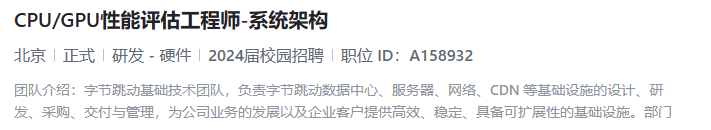 CPU/GPU性能评估工程师-系统架构
北京 | 正式 | 研发 - 硬件 | 2024届校园招聘 | 职位 ID：A158932
团队介绍：字节跳动基础技术团队，负责字节跳动数据中心、服务器、网络、CDN 等基础设施的设计、研
发、采购、交付与管理，为公司业务的发展以及企业客户提供高效、稳定、具备可扩展性的基础设施。部门